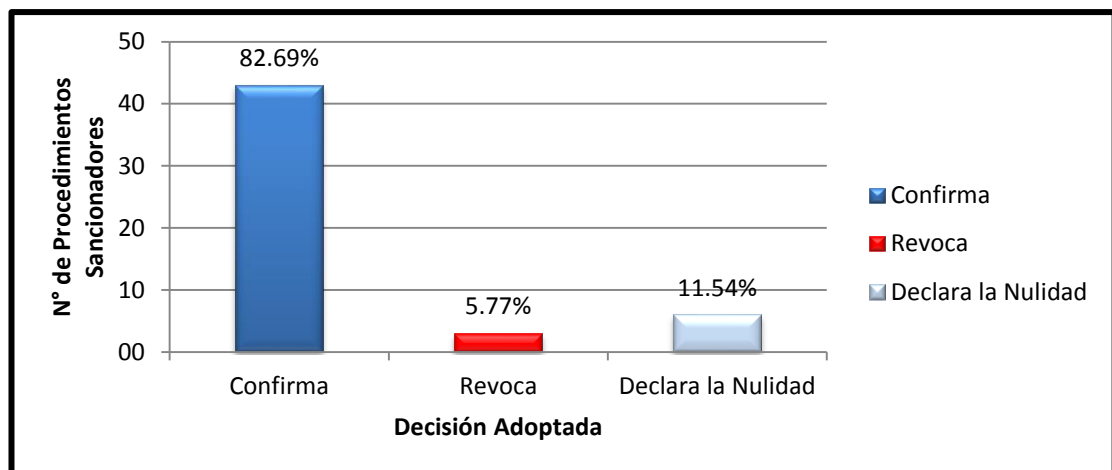 N° de Procedimientos
Sancionadores
50
40
30
20
10
00
82.69%
5.77%
11.54%
Confirma
Revoca
Declara la Nulidad
Decisión Adoptada
Confirma
Revoca
Declara la Nulidad